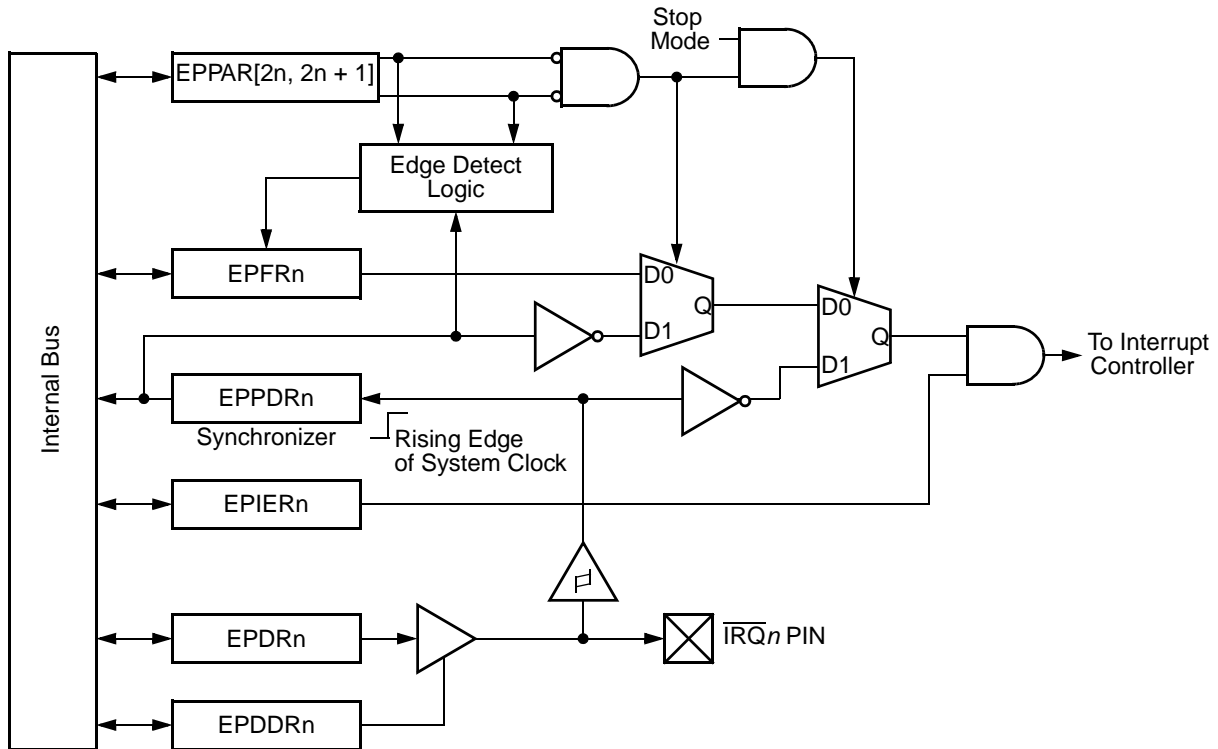 Stop
Mode
EPPAR[2n, 2n + 1]
Edge Detect
Logic
EPFRn
D0
D1
Q
D0
D1
Q
To Interrupt
Controller
Internal Bus
EPPDRn
Synchronizer
Rising Edge
of System Clock
EPIERn
EPDRn
IRQn PIN
EPDDRn